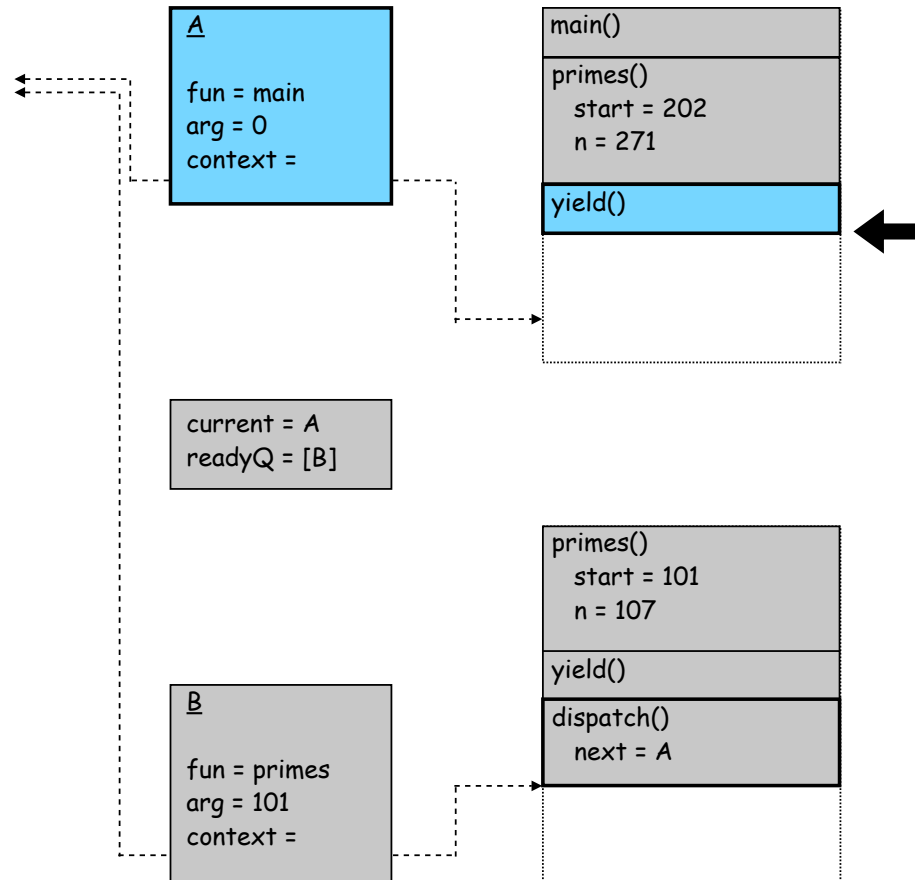 A
fun = main
arg = 0
context =
main()
primes()
start = 202
n = 271
yield()
current = A
readyQ = [B]
primes()
start = 101
n = 107
yield()
dispatch()
next = A
B
fun = primes
arg = 101
context =